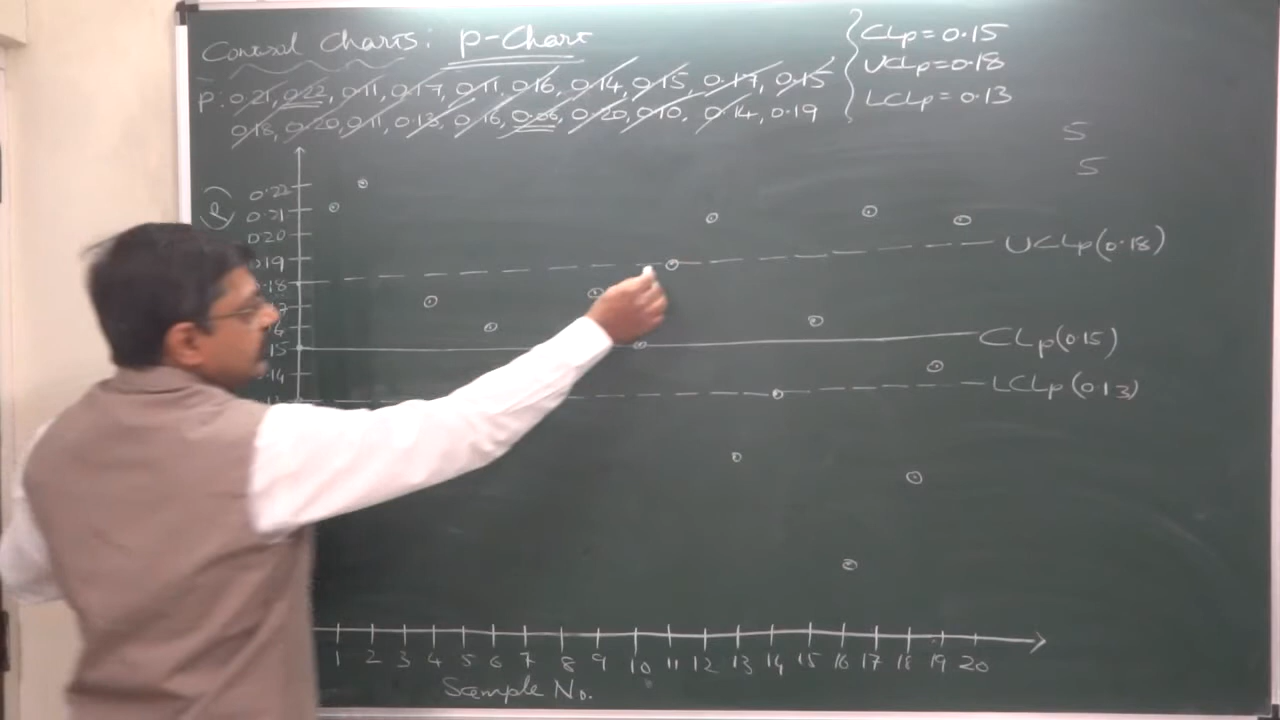 Control Charts: p-Chart
p: 0.21, 0.22, 0.11, 0.17, 0.11, 0.16, 0.14, 0.15, 0.17, 0.15
0.18, 0.20, 0.11, 0.13, 0.16, 0.06, 0.20, 0.10, 0.14, 0.19
CLp = 0.15
UCLp = 0.18
LCLp = 0.13
5
5
0.22
0.21
0.20
.19
.18
15
.14
UCLp (0.18)
CLp (0.15)
LCLp (0.13)
1 2 3 4 5 6 7 8 9 10 11 12 13 14 15 16 17 18 19 20
Sample No.